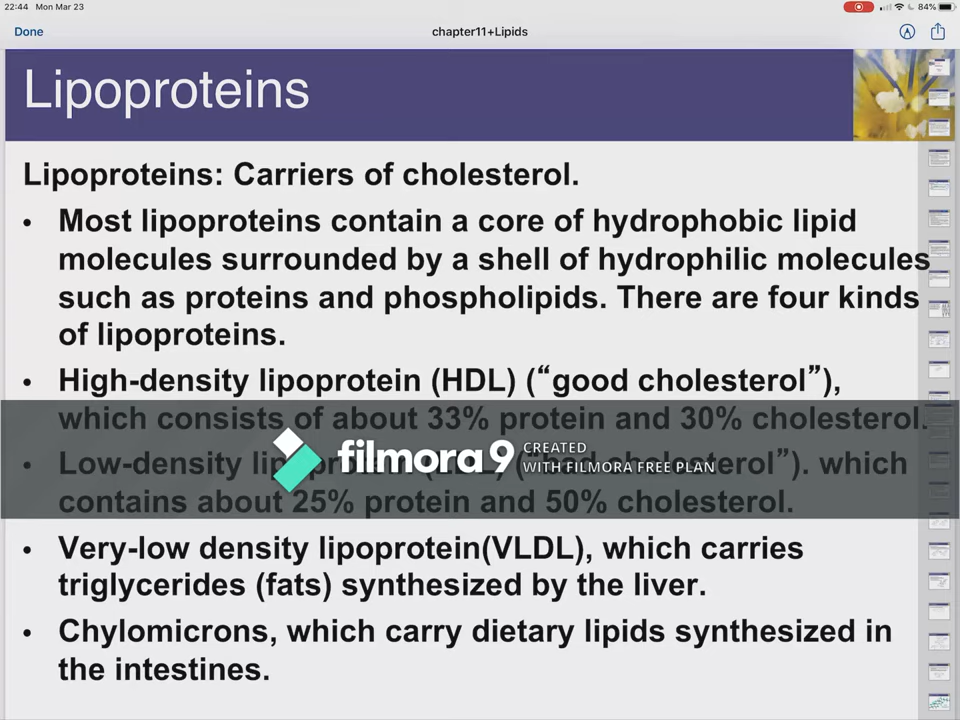 22:44 Mon Mar 23
84%
Done
chapter11+Lipids
Lipoproteins
Lipoproteins: Carriers of cholesterol.
• Most lipoproteins contain a core of hydrophobic lipid
molecules surrounded by a shell of hydrophilic molecules
such as proteins and phospholipids. There are four kinds
of lipoproteins.
• High-density lipoprotein (HDL) (“good cholesterol”),
which consists of about 33% protein and 30% cholesterol.
filmora9 CREATED
WITH FILMORA FREE PLAN
• Low-density cholesterol”). which
contains about 25% protein and 50% cholesterol.
• Very-low density lipoprotein(VLDL), which carries
triglycerides (fats) synthesized by the liver.
• Chylomicrons, which carry dietary lipids synthesized in
the intestines.